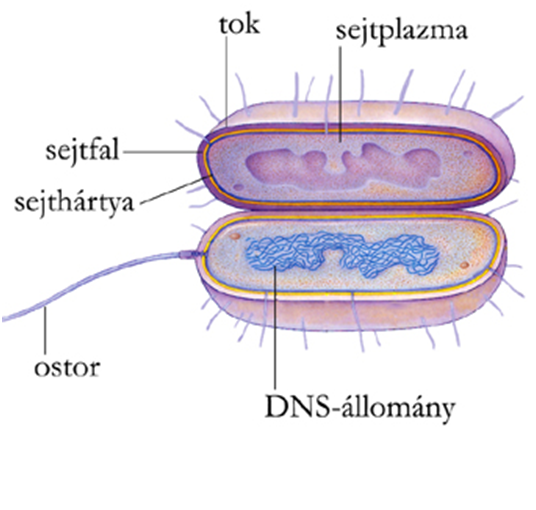 tok
sejtplazma
sejtfal
sejthártya
ostor
DNS-állomány